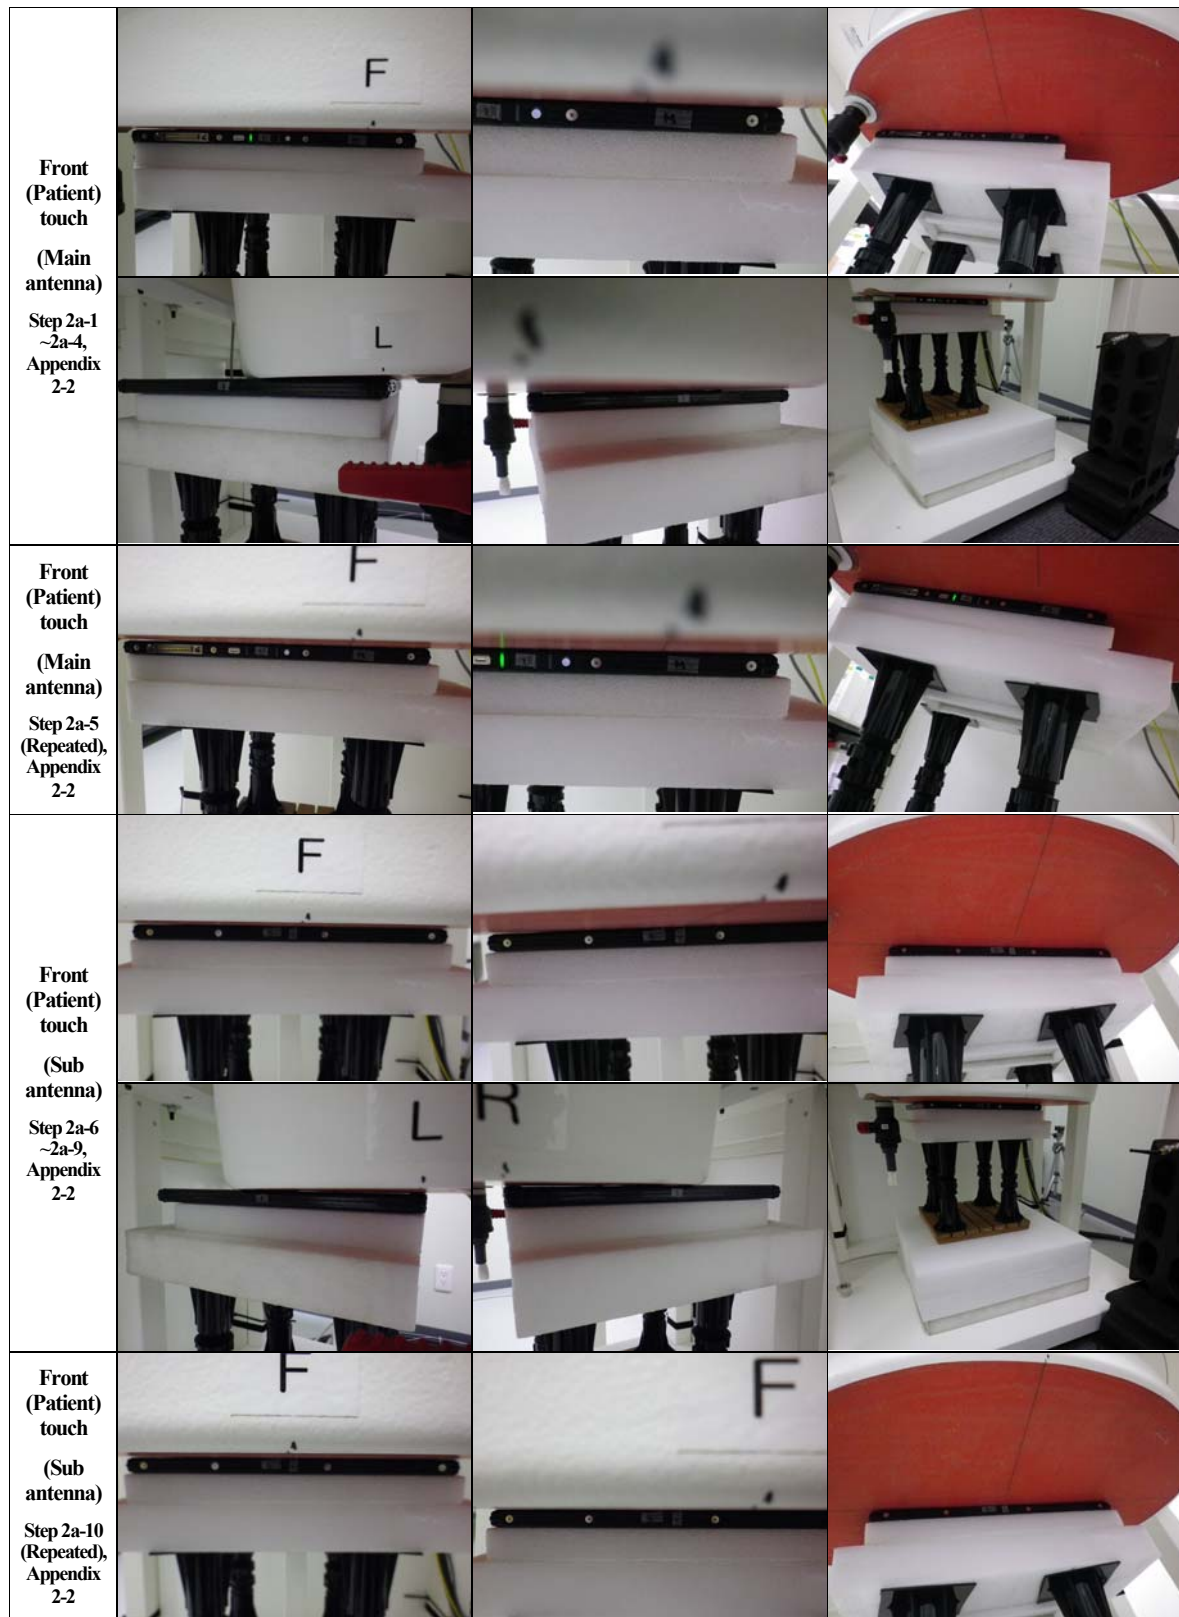 Front
(Patient)
touch
(Main
antenna)
Step 2a-1
~2a-4,
Appendix
2-2
F
L
Front
(Patient)
touch
(Main
antenna)
Step 2a-5
(Repeated),
Appendix
2-2
F
Front
(Patient)
touch
(Sub
antenna)
Step 2a-6
~2a-9,
Appendix
2-2
F
L
R
Front
(Patient)
touch
(Sub
antenna)
Step 2a-10
(Repeated),
Appendix
2-2
F
F